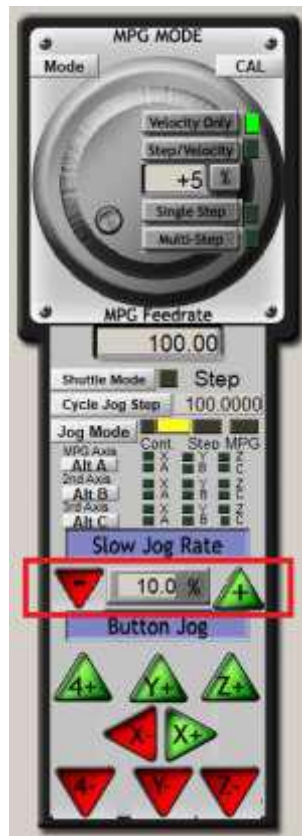 MPG MODE
Mode CAL
Velocity Only
Step/Velocity
+5 %
Single Step
Multi-Step
MPG Feedrate
100.00
Shuttle Mode Step
Cycle Jog Step 100.0000
Jog Mode Cont. Step MPG
MPG Axis X Y Z
Alt A A B C
2nd Axis X Y Z
Alt B A B C
3rd Axis X Y Z
Alt C A B C
Slow Jog Rate
- 10.0 % +
Button Jog
4+ Y+ Z+
X- X+
4- Y- Z-